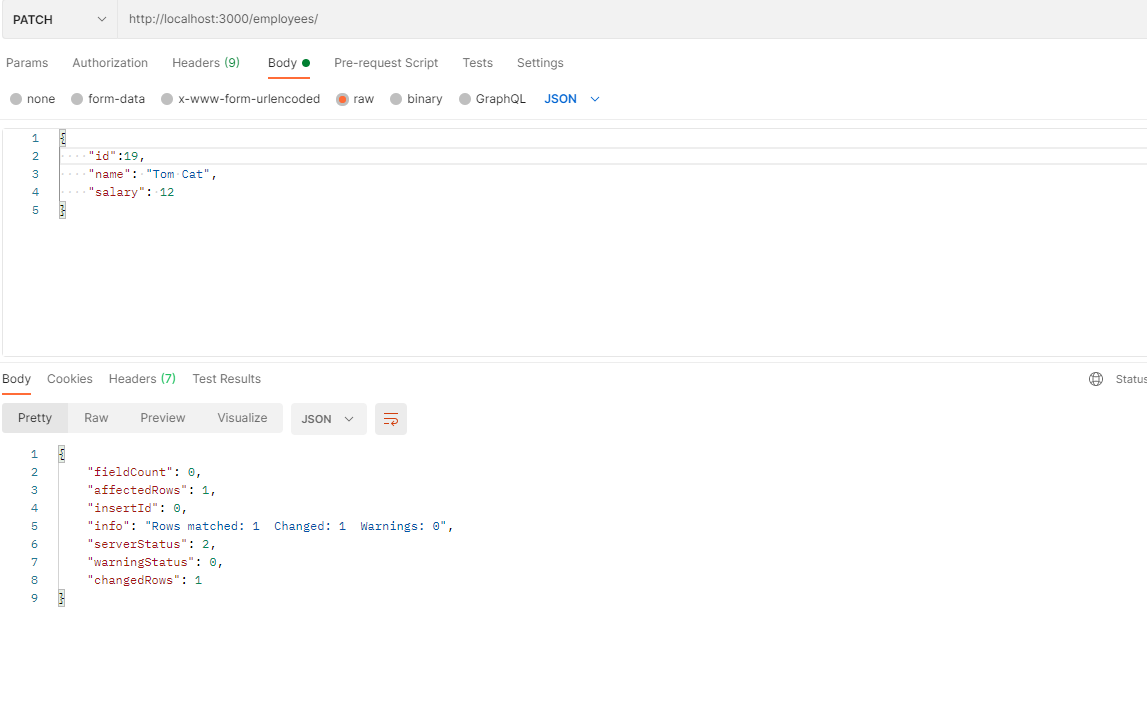 PATCH http://localhost:3000/employees/
Params Authorization Headers (9) Body Pre-request Script Tests Settings
none form-data x-www-form-urlencoded raw binary GraphQL JSON
1 {
2 "id":19,
3 "name": "Tom Cat",
4 "salary": 12
5 }
Body Cookies Headers (7) Test Results Status
Pretty Raw Preview Visualize JSON
1 {
2 "fieldCount": 0,
3 "affectedRows": 1,
4 "insertId": 0,
5 "info": "Rows matched: 1  Changed: 1  Warnings: 0",
6 "serverStatus": 2,
7 "warningStatus": 0,
8 "changedRows": 1
9 }